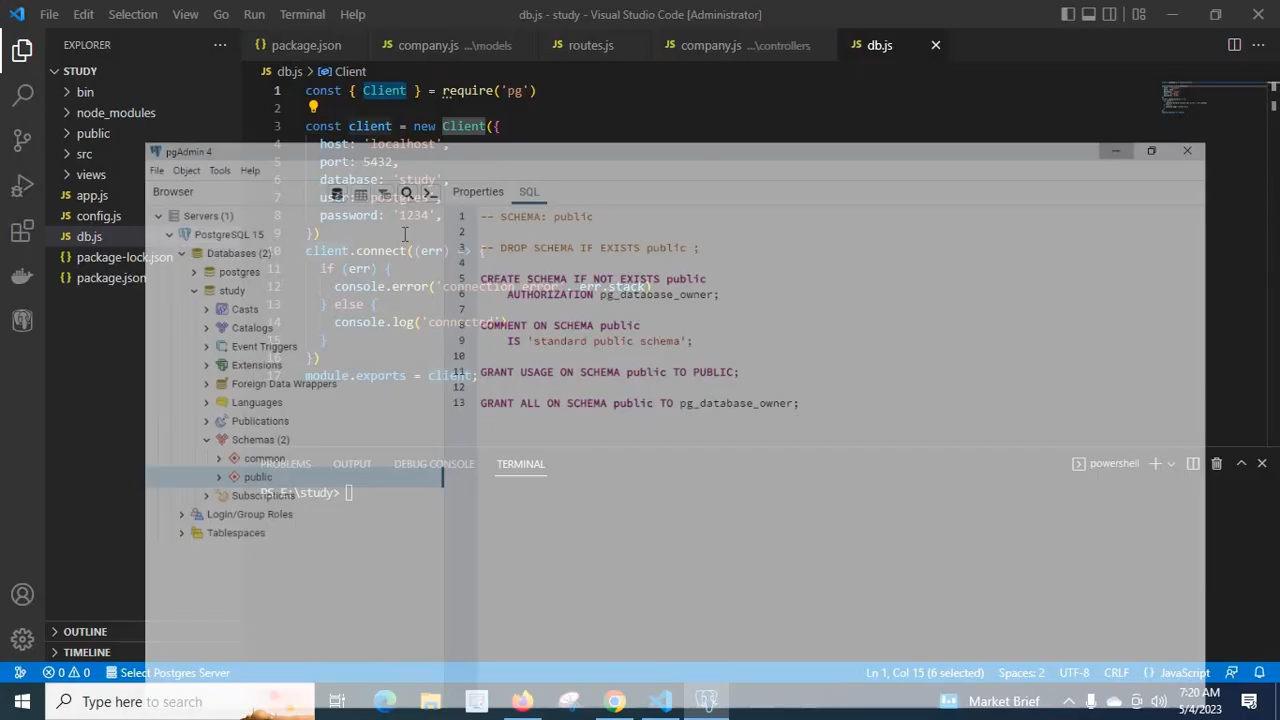 File Edit Selection View Go Run Terminal Help
db.js - study - Visual Studio Code [Administrator]
EXPLORER
package.json
company.js ...\models
routes.js
company.js ...\controllers
db.js
STUDY
bin
node_modules
public
src
views
app.js
config.js
db.js
package-lock.json
package.json
OUTLINE
TIMELINE
db.js > Client
1 const { Client } = require('pg')
2
3 const client = new Client({
4 host: 'localhost',
5 port: 5432,
6 database: 'study',
7 user: 'postgres',
8 password: '1234',
9 })
10 client.connect((err) => {
11 if (err) {
12 console.error('connection error', err.stack)
13 } else {
14 console.log('connected')
15 }
16 })
17 module.exports = client;
pgAdmin 4
File Object Tools Help
Browser
Properties SQL
Servers (1)
PostgreSQL 15
Databases (2)
postgres
study
Casts
Catalogs
Event Triggers
Extensions
Foreign Data Wrappers
Languages
Publications
Schemas (2)
common
public
Subscriptions
Login/Group Roles
Tablespaces
1 -- SCHEMA: public
2
3 -- DROP SCHEMA IF EXISTS public ;
4
5 CREATE SCHEMA IF NOT EXISTS public
6 AUTHORIZATION pg_database_owner;
7
8 COMMENT ON SCHEMA public
9 IS 'standard public schema';
10
11 GRANT USAGE ON SCHEMA public TO PUBLIC;
12
13 GRANT ALL ON SCHEMA public TO pg_database_owner;
PROBLEMS OUTPUT DEBUG CONSOLE TERMINAL
powershell
PS E:\study>
0 0 Select Postgres Server
Ln 1, Col 15 (6 selected) Spaces: 2 UTF-8 CRLF {} JavaScript
Type here to search
Market Brief
7:20 AM
5/4/2023